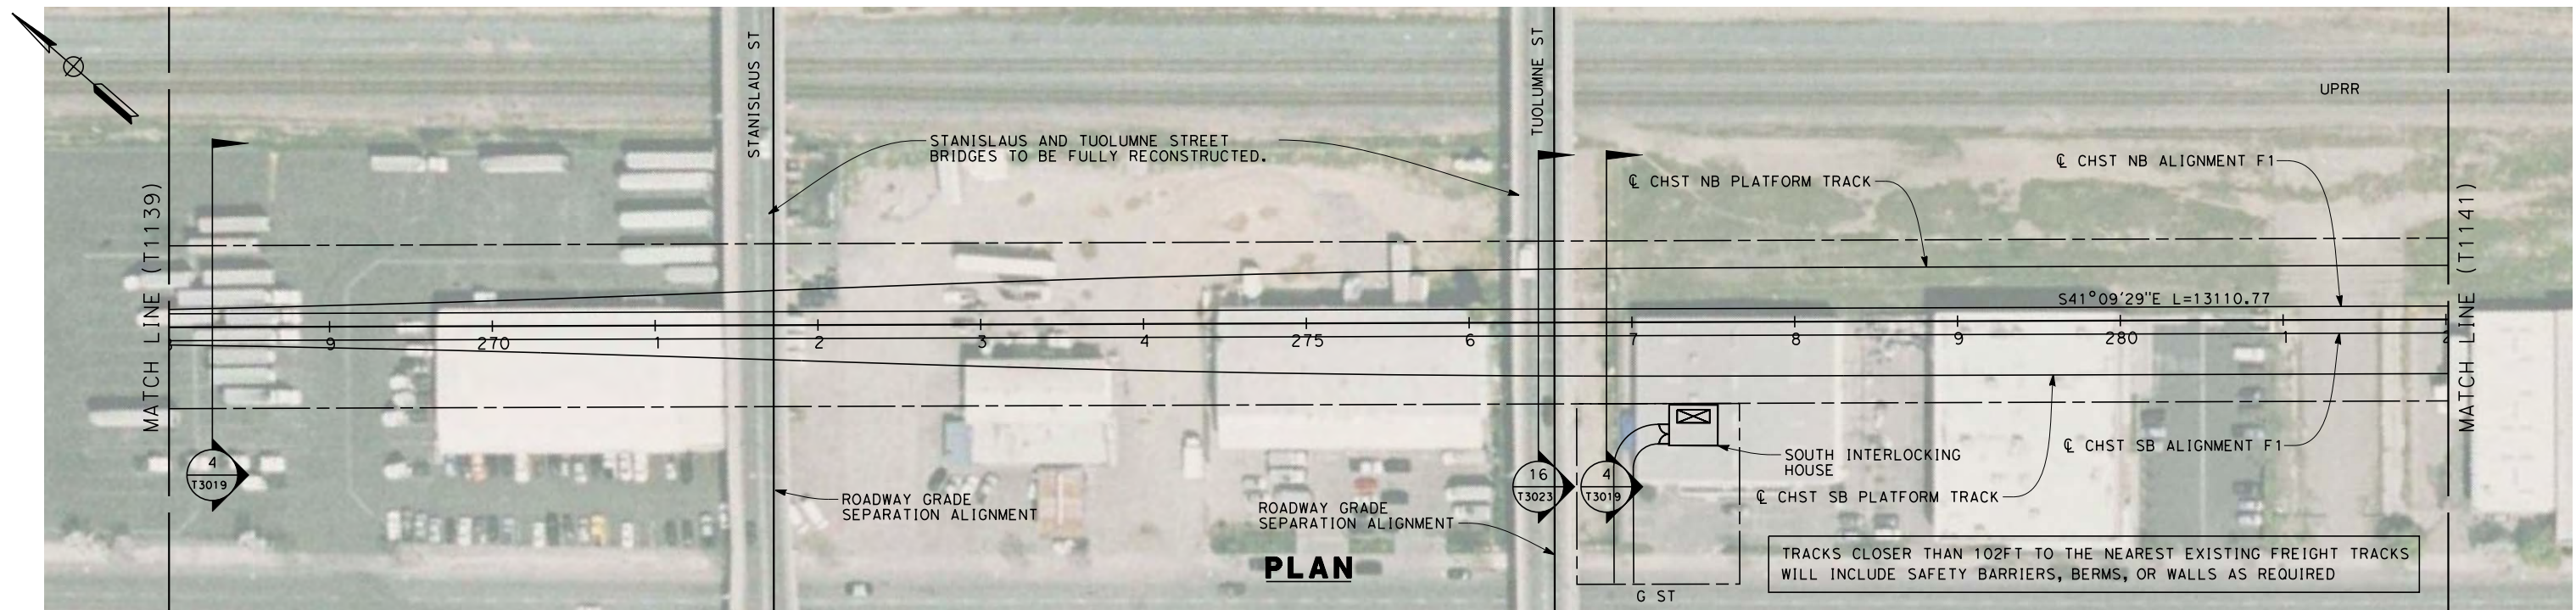 STANISLAUS ST
TUOLUMNE ST
UPRR
STANISLAUS AND TUOLUMNE STREET
BRIDGES TO BE FULLY RECONSTRUCTED.
℄ CHST NB ALIGNMENT F1
℄ CHST NB PLATFORM TRACK
MATCH LINE (T1139)
MATCH LINE (T1141)
S41°09'29"E L=13110.77
9
270
1
2
3
4
275
6
7
8
9
280
1
2
4
T3019
16
T3023
4
T3019
℄ CHST SB ALIGNMENT F1
SOUTH INTERLOCKING
HOUSE
℄ CHST SB PLATFORM TRACK
ROADWAY GRADE
SEPARATION ALIGNMENT
ROADWAY GRADE
SEPARATION ALIGNMENT
PLAN
G ST
TRACKS CLOSER THAN 102FT TO THE NEAREST EXISTING FREIGHT TRACKS
WILL INCLUDE SAFETY BARRIERS, BERMS, OR WALLS AS REQUIRED